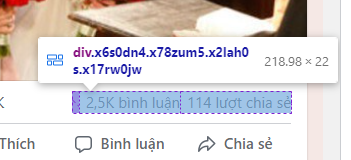 div.x6s0dn4.x78zum5.x2lah0
s.x17rw0jw
218.98 × 22
K
2,5K bình luận 114 lượt chia sẻ
Thích
Bình luận
Chia sẻ